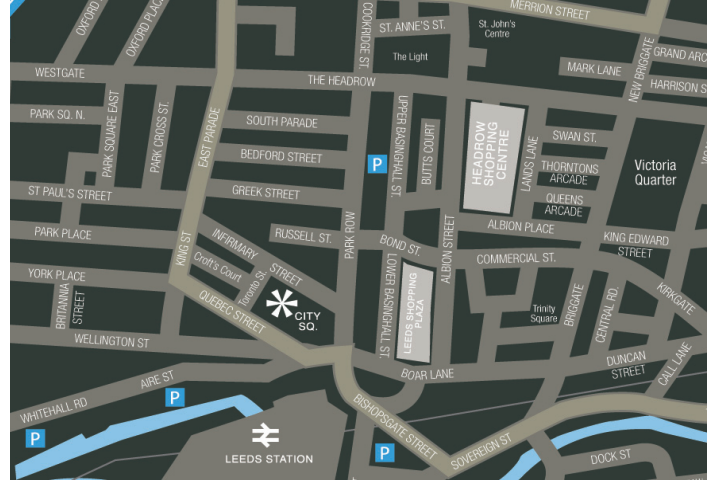 OXFORD
OXFORD PLACE
COOKRIDGE ST.
ST. ANNE'S ST.
MERRION STREET
St. John's
Centre
The Light
GRAND ARC
WESTGATE
THE HEADROW
MARK LANE
HARRISON S
NEW BRIGGATE
PARK SQ. N.
PARK SQUARE EAST
PARK CROSS ST.
EAST PARADE
SOUTH PARADE
BEDFORD STREET
GREEK STREET
P
UPPER BASINGHALL ST.
BUTTS COURT
HEADROW
SHOPPING
CENTRE
LANDS LANE
SWAN ST.
THORNTONS
ARCADE
QUEENS
ARCADE
Victoria
Quarter
ST PAUL'S STREET
PARK PLACE
KING ST
INFIRMARY STREET
RUSSELL ST.
PARK ROW
BOND ST.
ALBION STREET
ALBION PLACE
COMMERCIAL ST.
KING EDWARD
STREET
YORK PLACE
BRITANNIA
STREET
Croft's Court
Toronto St.
QUEBEC STREET
CITY
SQ.
LOWER BASINGHALL ST.
LEEDS SHOPPING
PLAZA
Trinity
Square
BRIGGATE
CENTRAL RD.
KIRKGATE
WELLINGTON ST
BOAR LANE
DUNCAN
STREET
CALL LANE
AIRE ST
WHITEHALL RD
P
P
LEEDS STATION
BISHOPSGATE STREET
P
SOVEREIGN ST
DOCK ST